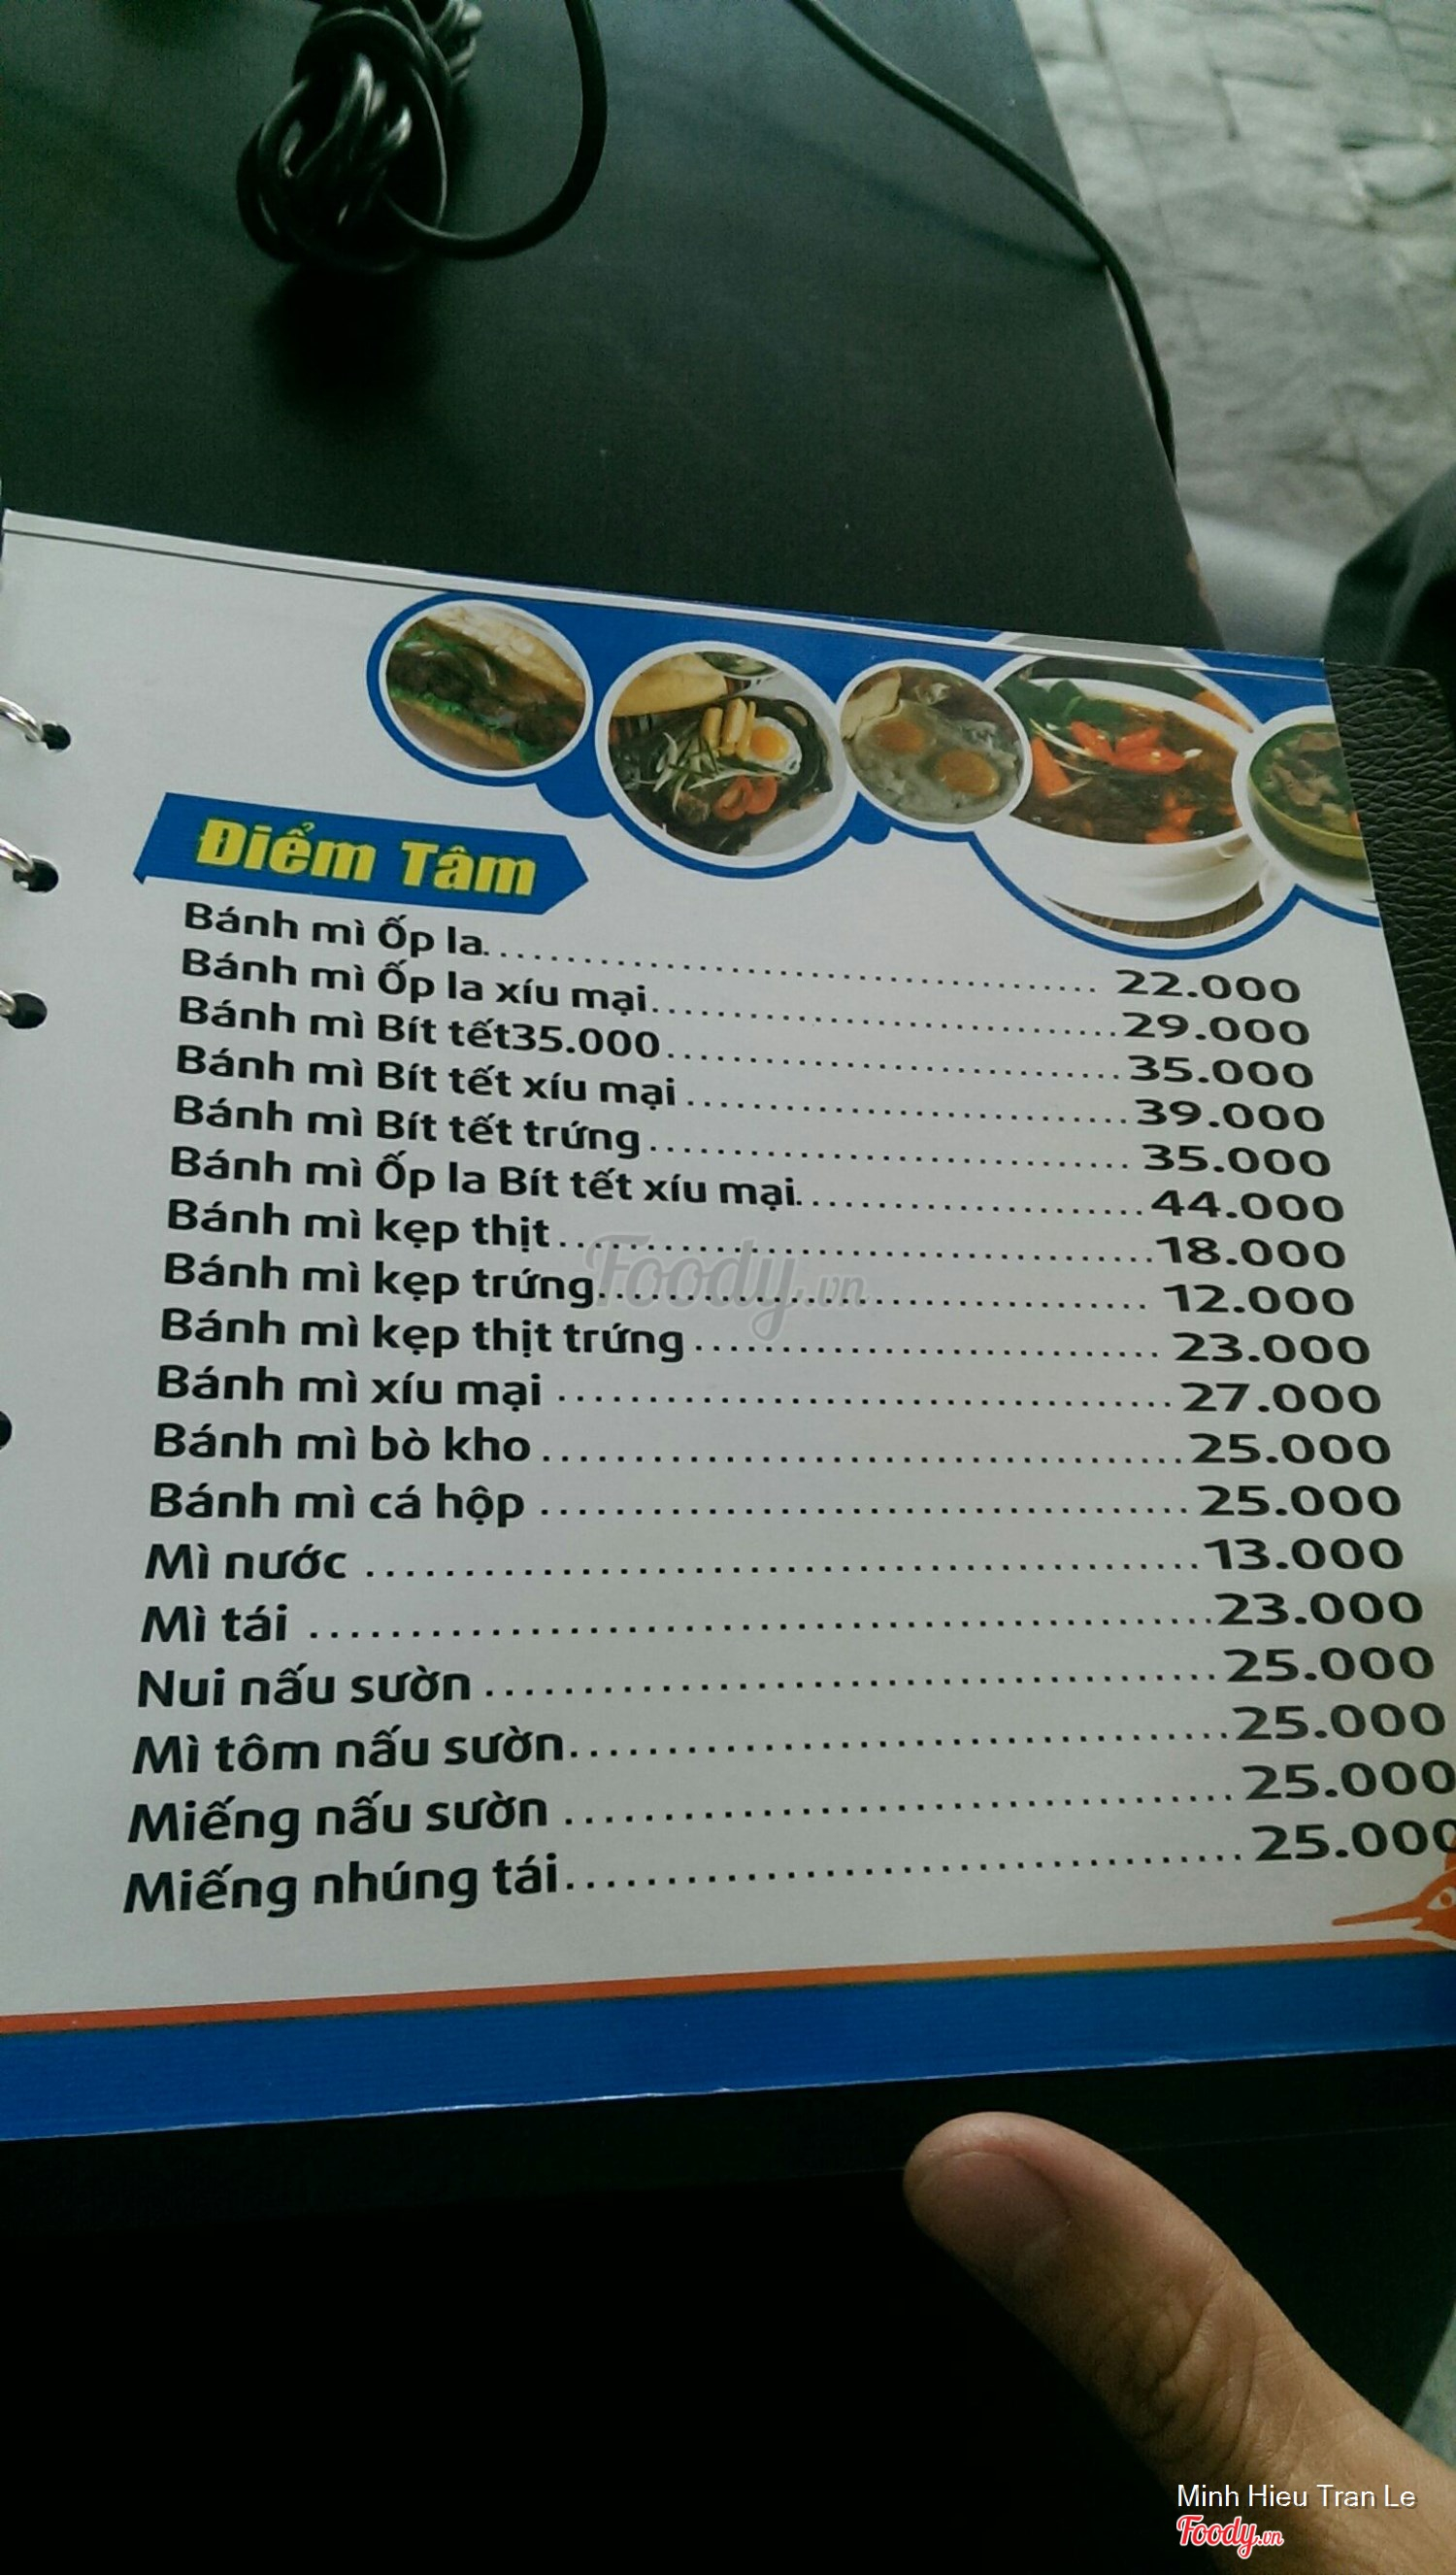 Điểm Tâm
Bánh mì Ốp la.................................... 22.000
Bánh mì Ốp la xíu mại..................................29.000
Bánh mì Bít tết35.000.................................35.000
Bánh mì Bít tết xíu mại ................................39.000
Bánh mì Bít tết trứng...................................35.000
Bánh mì Ốp la Bít tết xíu mại.........................44.000
Bánh mì kẹp thịt...........................................18.000
Bánh mì kẹp trứng........................................ 12.000
Bánh mì kẹp thịt trứng ................................ 23.000
Bánh mì xíu mại ..........................................27.000
Bánh mì bò kho ..........................................25.000
Bánh mì cá hộp ..........................................25.000
Mì nước .....................................................13.000
Mì tái .........................................................23.000
Nui nấu sườn ..............................................25.000
Mì tôm nấu sườn.........................................25.000
Miếng nấu sườn ..........................................25.000
Miếng nhúng tái..........................................25.000
Foody.vn
Minh Hieu Tran Le
Foody.vn